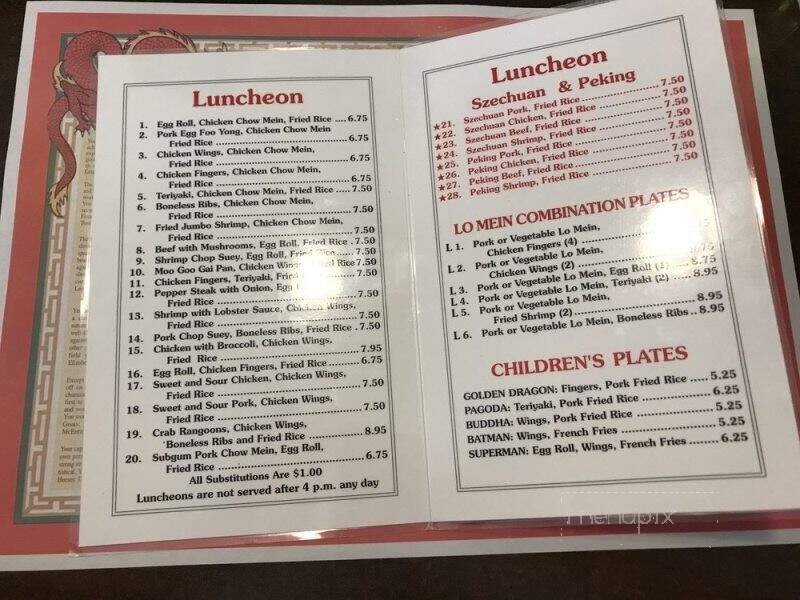 Luncheon
1. Egg Roll, Chicken Chow Mein, Fried Rice .... 6.75
2. Pork Egg Foo Yong, Chicken Chow Mein
Fried Rice ........ 6.75
3. Chicken Wings, Chicken Chow Mein,
Fried Rice ........ 6.75
4. Chicken Fingers, Chicken Chow Mein,
Fried Rice ........ 6.75
5. Teriyaki, Chicken Chow Mein, Fried Rice ..... 7.50
6. Boneless Ribs, Chicken Chow Mein,
Fried Rice ........ 7.50
7. Fried Jumbo Shrimp, Chicken Chow Mein,
Fried Rice ........ 7.50
8. Beef with Mushrooms, Egg Roll, Fried Rice . 7.50
9. Shrimp Chop Suey, Egg Roll, Fried Rice ...... 7.50
10. Moo Goo Gai Pan, Chicken Wings, Fried Rice 7.50
11. Chicken Fingers, Teriyaki, Fried 7.50
12. Pepper Steak with Onion, Egg
Fried Rice ........ 7.50
13. Shrimp with Lobster Sauce, Chicken Wings,
Fried Rice ........ 7.50
14. Pork Chop Suey, Boneless Ribs, Fried Rice . 7.50
15. Chicken with Broccoli, Chicken Wings,
Fried Rice ........ 7.95
16. Egg Roll, Chicken Fingers, Fried Rice ....... 6.75
17. Sweet and Sour Chicken, Chicken Wings,
Fried Rice ........ 7.50
18. Sweet and Sour Pork, Chicken Wings,
Fried Rice ........ 7.50
19. Crab Rangoons, Chicken Wings,
Boneless Ribs and Fried Rice ........ 8.95
20. Subgum Pork Chow Mein, Egg Roll,
Fried Rice ........ 6.75
All Substitutions Are $1.00
Luncheons are not served after 4 p.m. any day
Luncheon
Szechuan & Peking
★21. Szechuan Pork, Fried Rice ........ 7.50
★22. Szechuan Chicken, Fried Rice ........ 7.50
★23. Szechuan Beef, Fried Rice ........ 7.50
★24. Szechuan Shrimp, Fried Rice ........ 7.50
★25. Peking Pork, Fried Rice ........ 7.50
★26. Peking Chicken, Fried Rice ........ 7.50
★27. Peking Beef, Fried Rice ........ 7.50
★28. Peking Shrimp, Fried Rice ........ 7.50
LO MEIN COMBINATION PLATES
L 1. Pork or Vegetable Lo Mein,
Chicken Fingers (4)
L 2. Pork or Vegetable Lo Mein,
Chicken Wings (2)
L 3. Pork or Vegetable Lo Mein, Egg Roll (1) ... 8.75
L 4. Pork or Vegetable Lo Mein, Teriyaki (2) .... 8.95
L 5. Pork or Vegetable Lo Mein,
Fried Shrimp (2) ........ 8.95
L 6. Pork or Vegetable Lo Mein, Boneless Ribs .. 8.95
CHILDREN'S PLATES
GOLDEN DRAGON: Fingers, Pork Fried Rice ..... 5.25
PAGODA: Teriyaki, Pork Fried Rice ........ 6.25
BUDDHA: Wings, Pork Fried Rice ........ 5.25
BATMAN: Wings, French Fries ........ 5.25
SUPERMAN: Egg Roll, Wings, French Fries ....... 6.25
menupix